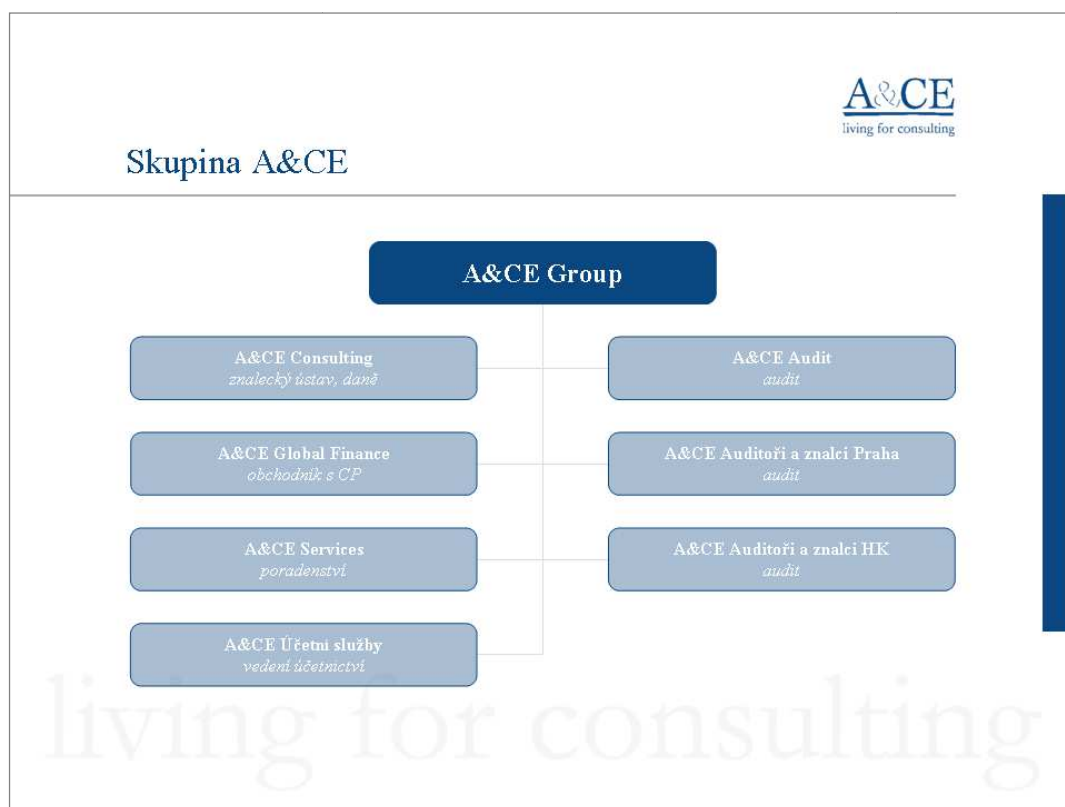 A&CE
living for consulting
Skupina A&CE
A&CE Group
A&CE Consulting
znalecký ústav, daně
A&CE Audit
audit
A&CE Global Finance
obchodník s CP
A&CE Auditoři a znalci Praha
audit
A&CE Services
poradenství
A&CE Auditoři a znalci HK
audit
A&CE Účetní služby
vedení účetnictví
living for consulting